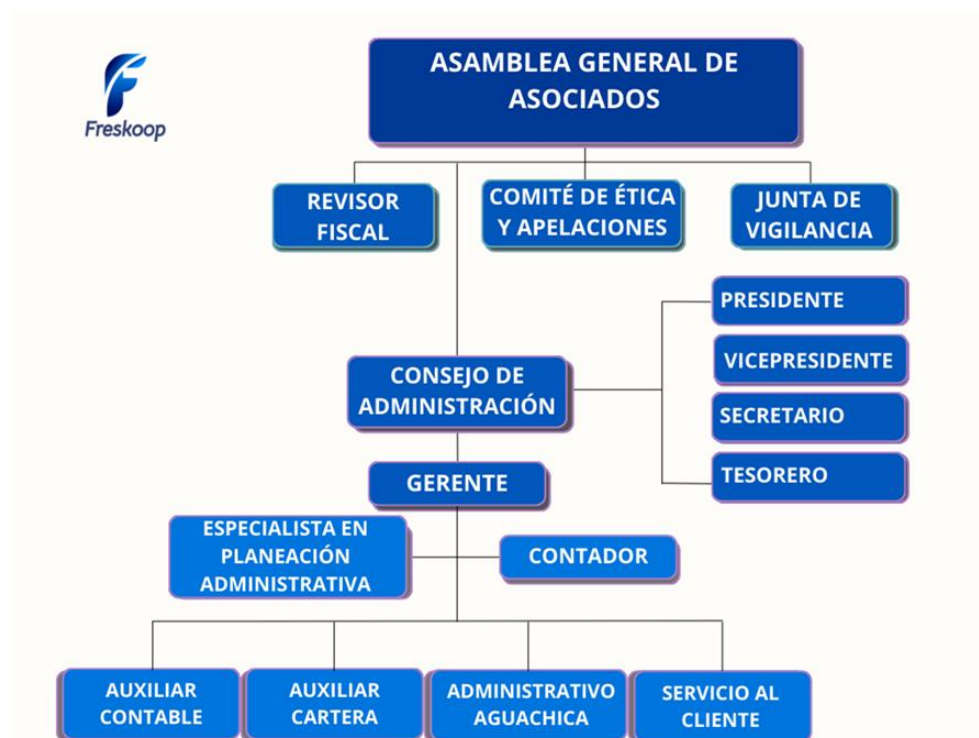 ASAMBLEA GENERAL DE
ASOCIADOS
Freskoop
REVISOR
FISCAL
COMITÉ DE ÉTICA
Y APELACIONES
JUNTA DE
VIGILANCIA
PRESIDENTE
VICEPRESIDENTE
SECRETARIO
TESORERO
CONSEJO DE
ADMINISTRACIÓN
GERENTE
ESPECIALISTA EN
PLANEACIÓN
ADMINISTRATIVA
CONTADOR
AUXILIAR
CONTABLE
AUXILIAR
CARTERA
ADMINISTRATIVO
AGUACHICA
SERVICIO AL
CLIENTE